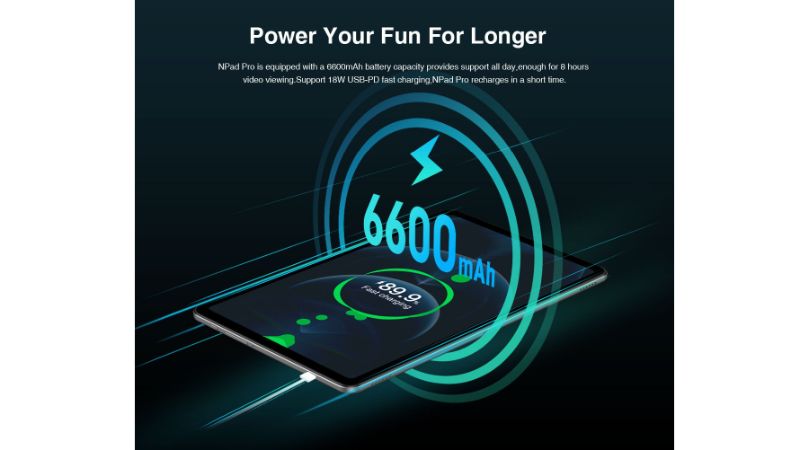 Power Your Fun For Longer
NPad Pro is equipped with a 6600mAh battery capacity provides support all day,enough for 8 hours
video viewing.Support 18W USB-PD fast charging,NPad Pro recharges in a short time.
6600mAh
89.9%
Fast charging